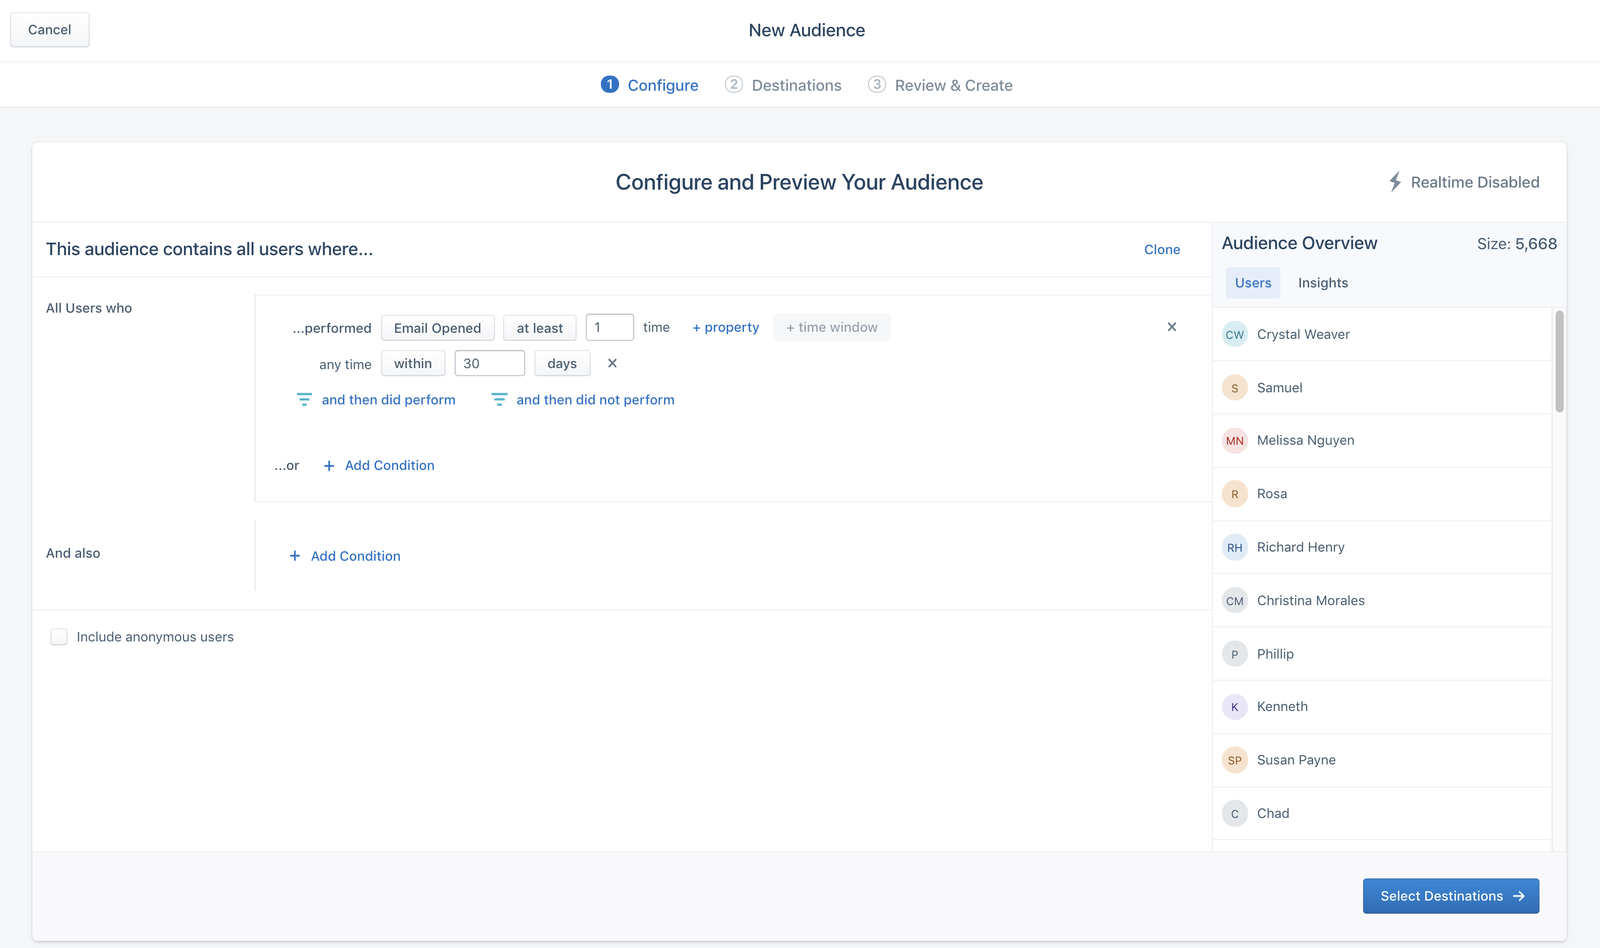 Cancel
New Audience
1 Configure
2 Destinations
3 Review & Create
Configure and Preview Your Audience
Realtime Disabled
This audience contains all users where...
Clone
All Users who
...performed Email Opened at least 1 time + property + time window
any time within 30 days
and then did perform and then did not perform
...or + Add Condition
And also
+ Add Condition
Include anonymous users
Audience Overview
Size: 5,668
Users
Insights
CW Crystal Weaver
S Samuel
MN Melissa Nguyen
R Rosa
RH Richard Henry
CM Christina Morales
P Phillip
K Kenneth
SP Susan Payne
C Chad
Select Destinations →